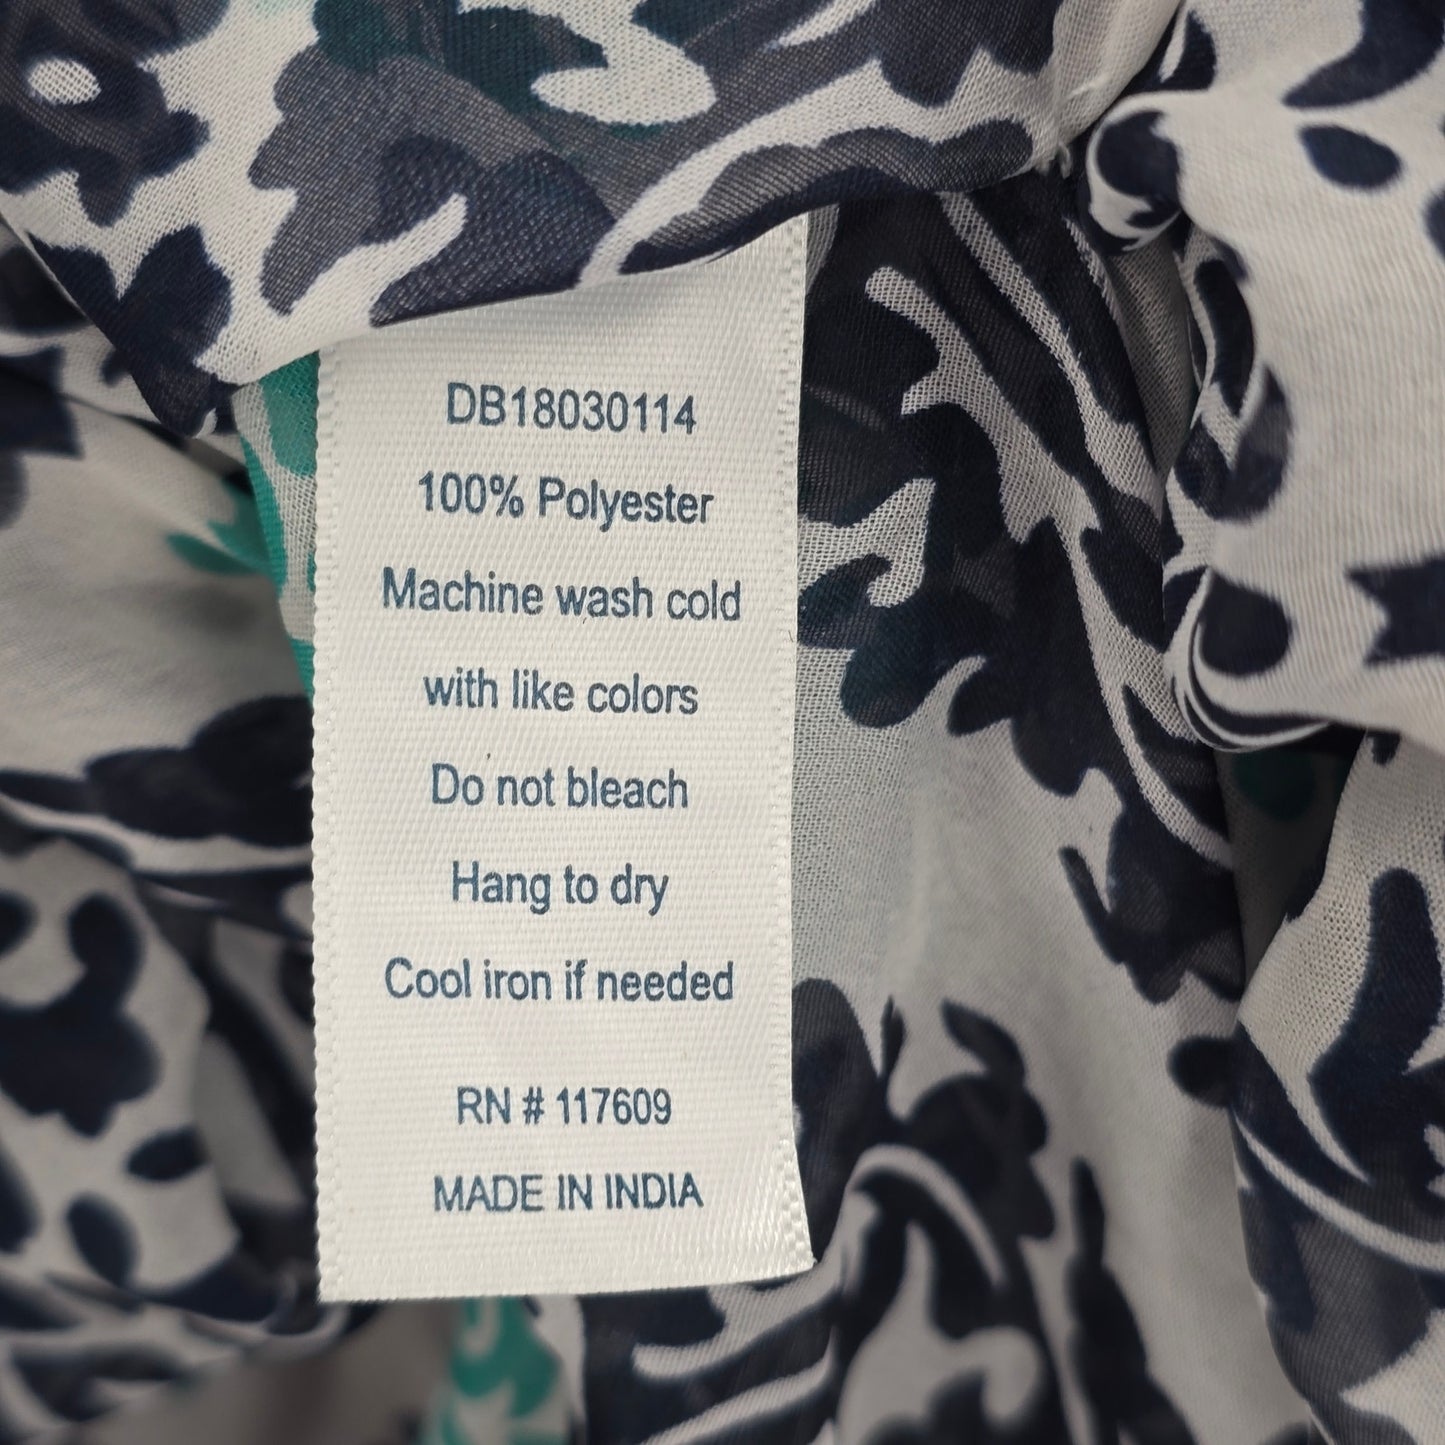 DB18030114
100% Polyester
Machine wash cold
with like colors
Do not bleach
Hang to dry
Cool iron if needed
RN # 117609
MADE IN INDIA